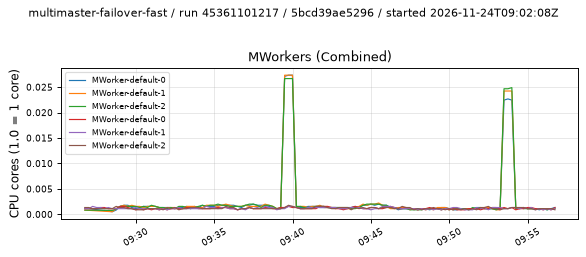 multimaster-failover-fast / run 45361101217 / 5bcd39ae5296 / started 2026-11-24T09:02:08Z
MWorkers (Combined)
CPU cores (1.0 = 1 core)
0.025
0.020
0.015
0.010
0.005
0.000
MWorker-default-0
MWorker-default-1
MWorker-default-2
MWorker-default-0
MWorker-default-1
MWorker-default-2
09:30
09:35
09:40
09:45
09:50
09:55